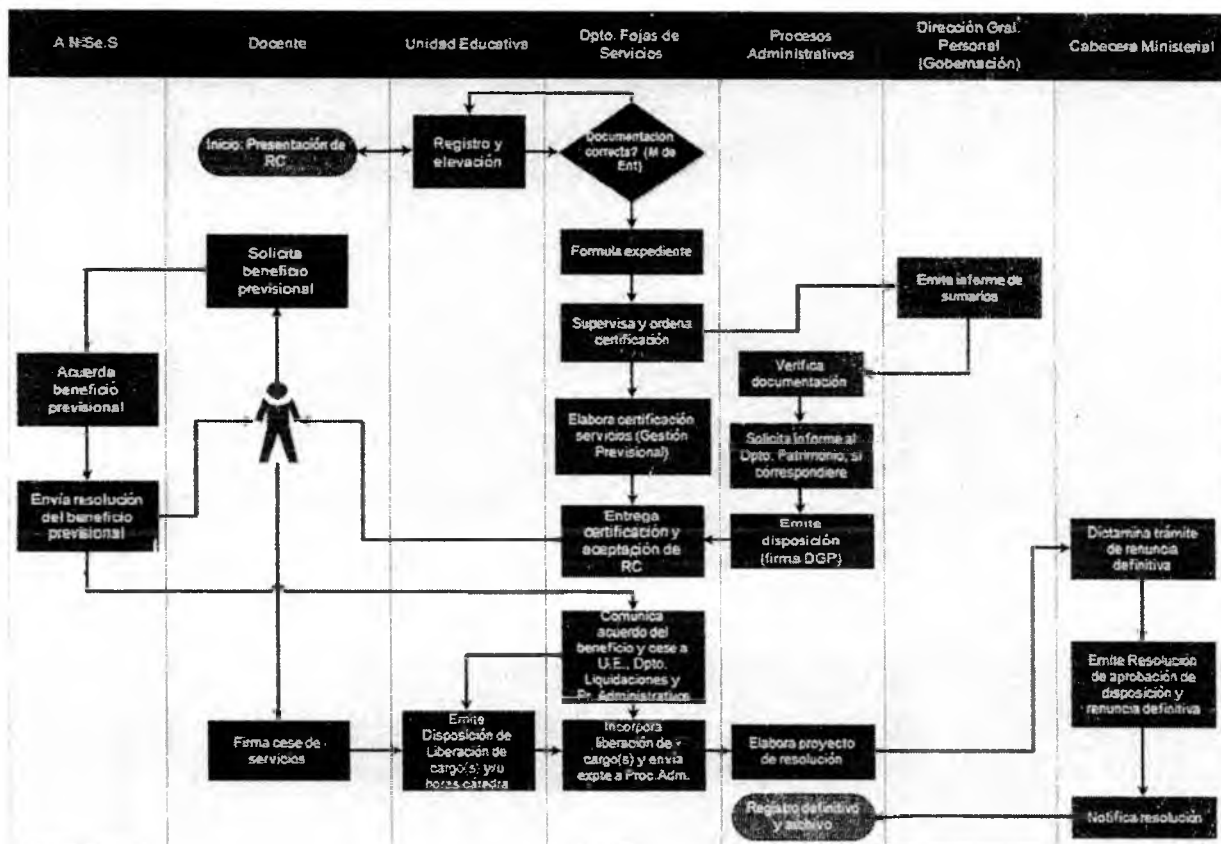 A.N.Se.S
Docente
Unidad Educativa
Dpto. Fojas de
Servicios
Procesos
Administrativos
Dirección Gral.
Personal
(Gobernación)
Cabecera Ministerial
Inicio: Presentación de
RC
Registro y
elevación
Documentación
correcta? (M de
Ent)
Solicita
beneficio
previsional
Formula expediente
Emite informe de
sumarios
Supervisa y ordena
certificación
Acuerda
beneficio
previsional
Verifica
documentación
Elabora certificación
servicios (Gestión
Previsional)
Solicita informe al
Dpto. Patrimonio, si
correspondiere
Envía resolución
del beneficio
previsional
Entrega
certificación y
aceptación de
RC
Emite
disposición
(firma DGP)
Dictamina trámite
de renuncia
definitiva
Comunica
acuerdo del
beneficio y cese a
U.E., Dpto.
Liquidaciones y
Pr. Administrativos
Emite Resolución
de aprobación de
disposición y
renuncia definitiva
Firma cese de
servicios
Emite
Disposición de
Liberación de
cargo(s) y/o
horas cátedra
Incorpora
liberación de
cargo(s) y envía
expte a Proc.Adm.
Elabora proyecto
de resolución
Registro definitivo
y archivo
Notifica resolución